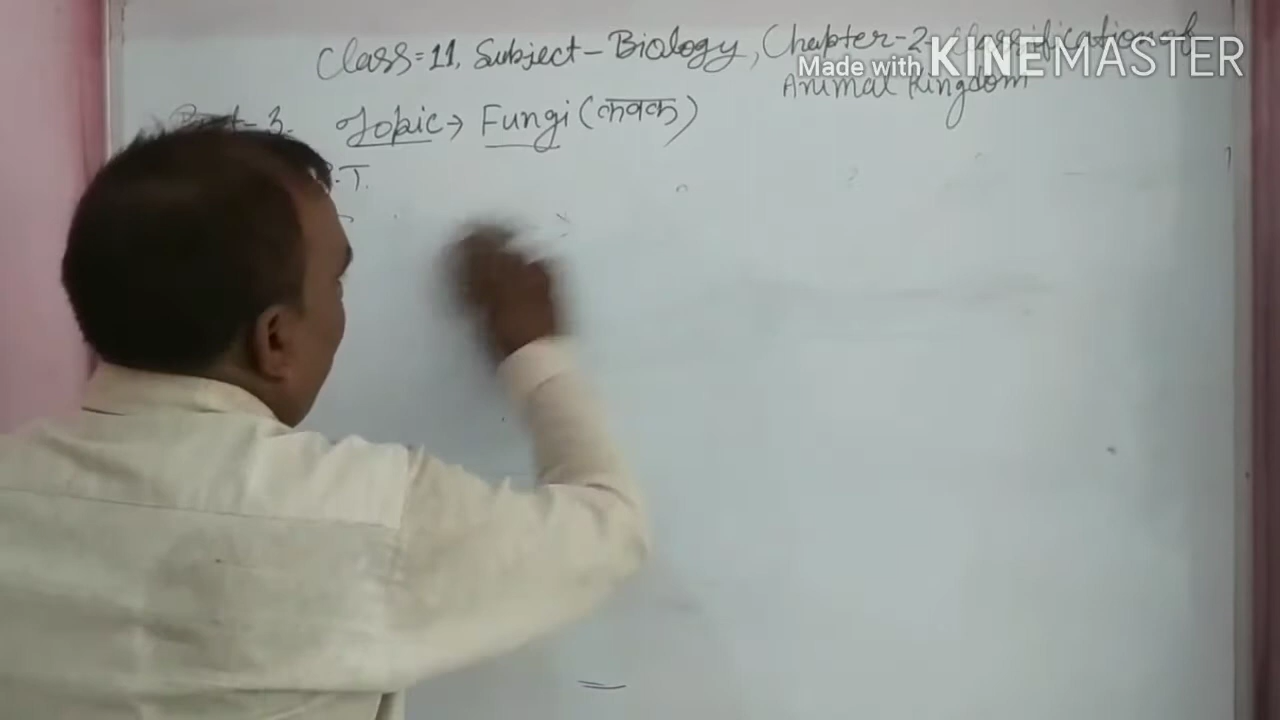 Class=11, Subject-Biology, Chapter-2 Classification of
Made with KINEMASTER
Animal Kingdom
Part-3. Topic→ Fungi (कवक)
.T.